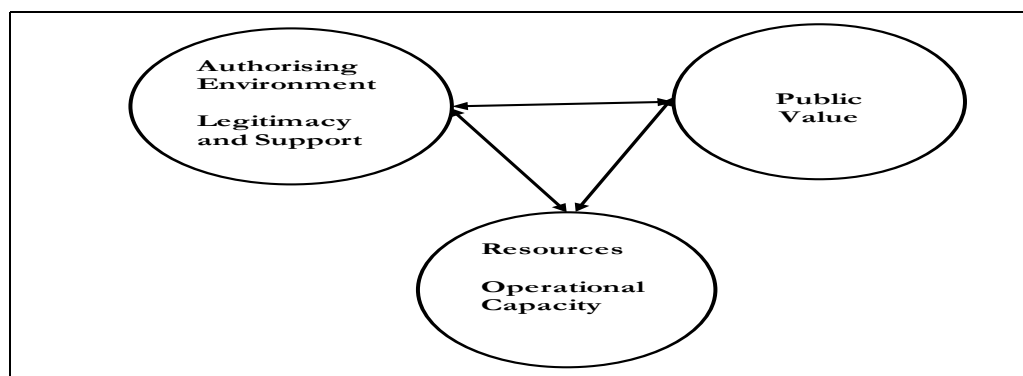 Authorising
Environment
Legitimacy
and Support
Public
Value
Resources
Operational
Capacity